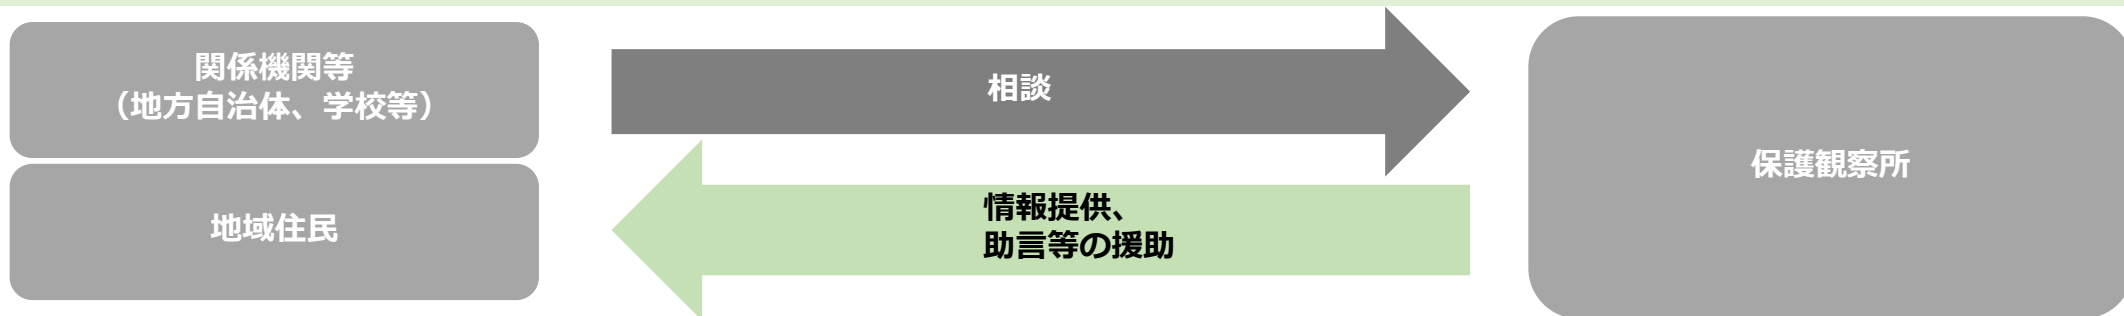 関係機関等
（地方自治体、学校等）
地域住民
相談
情報提供、
助言等の援助
保護観察所